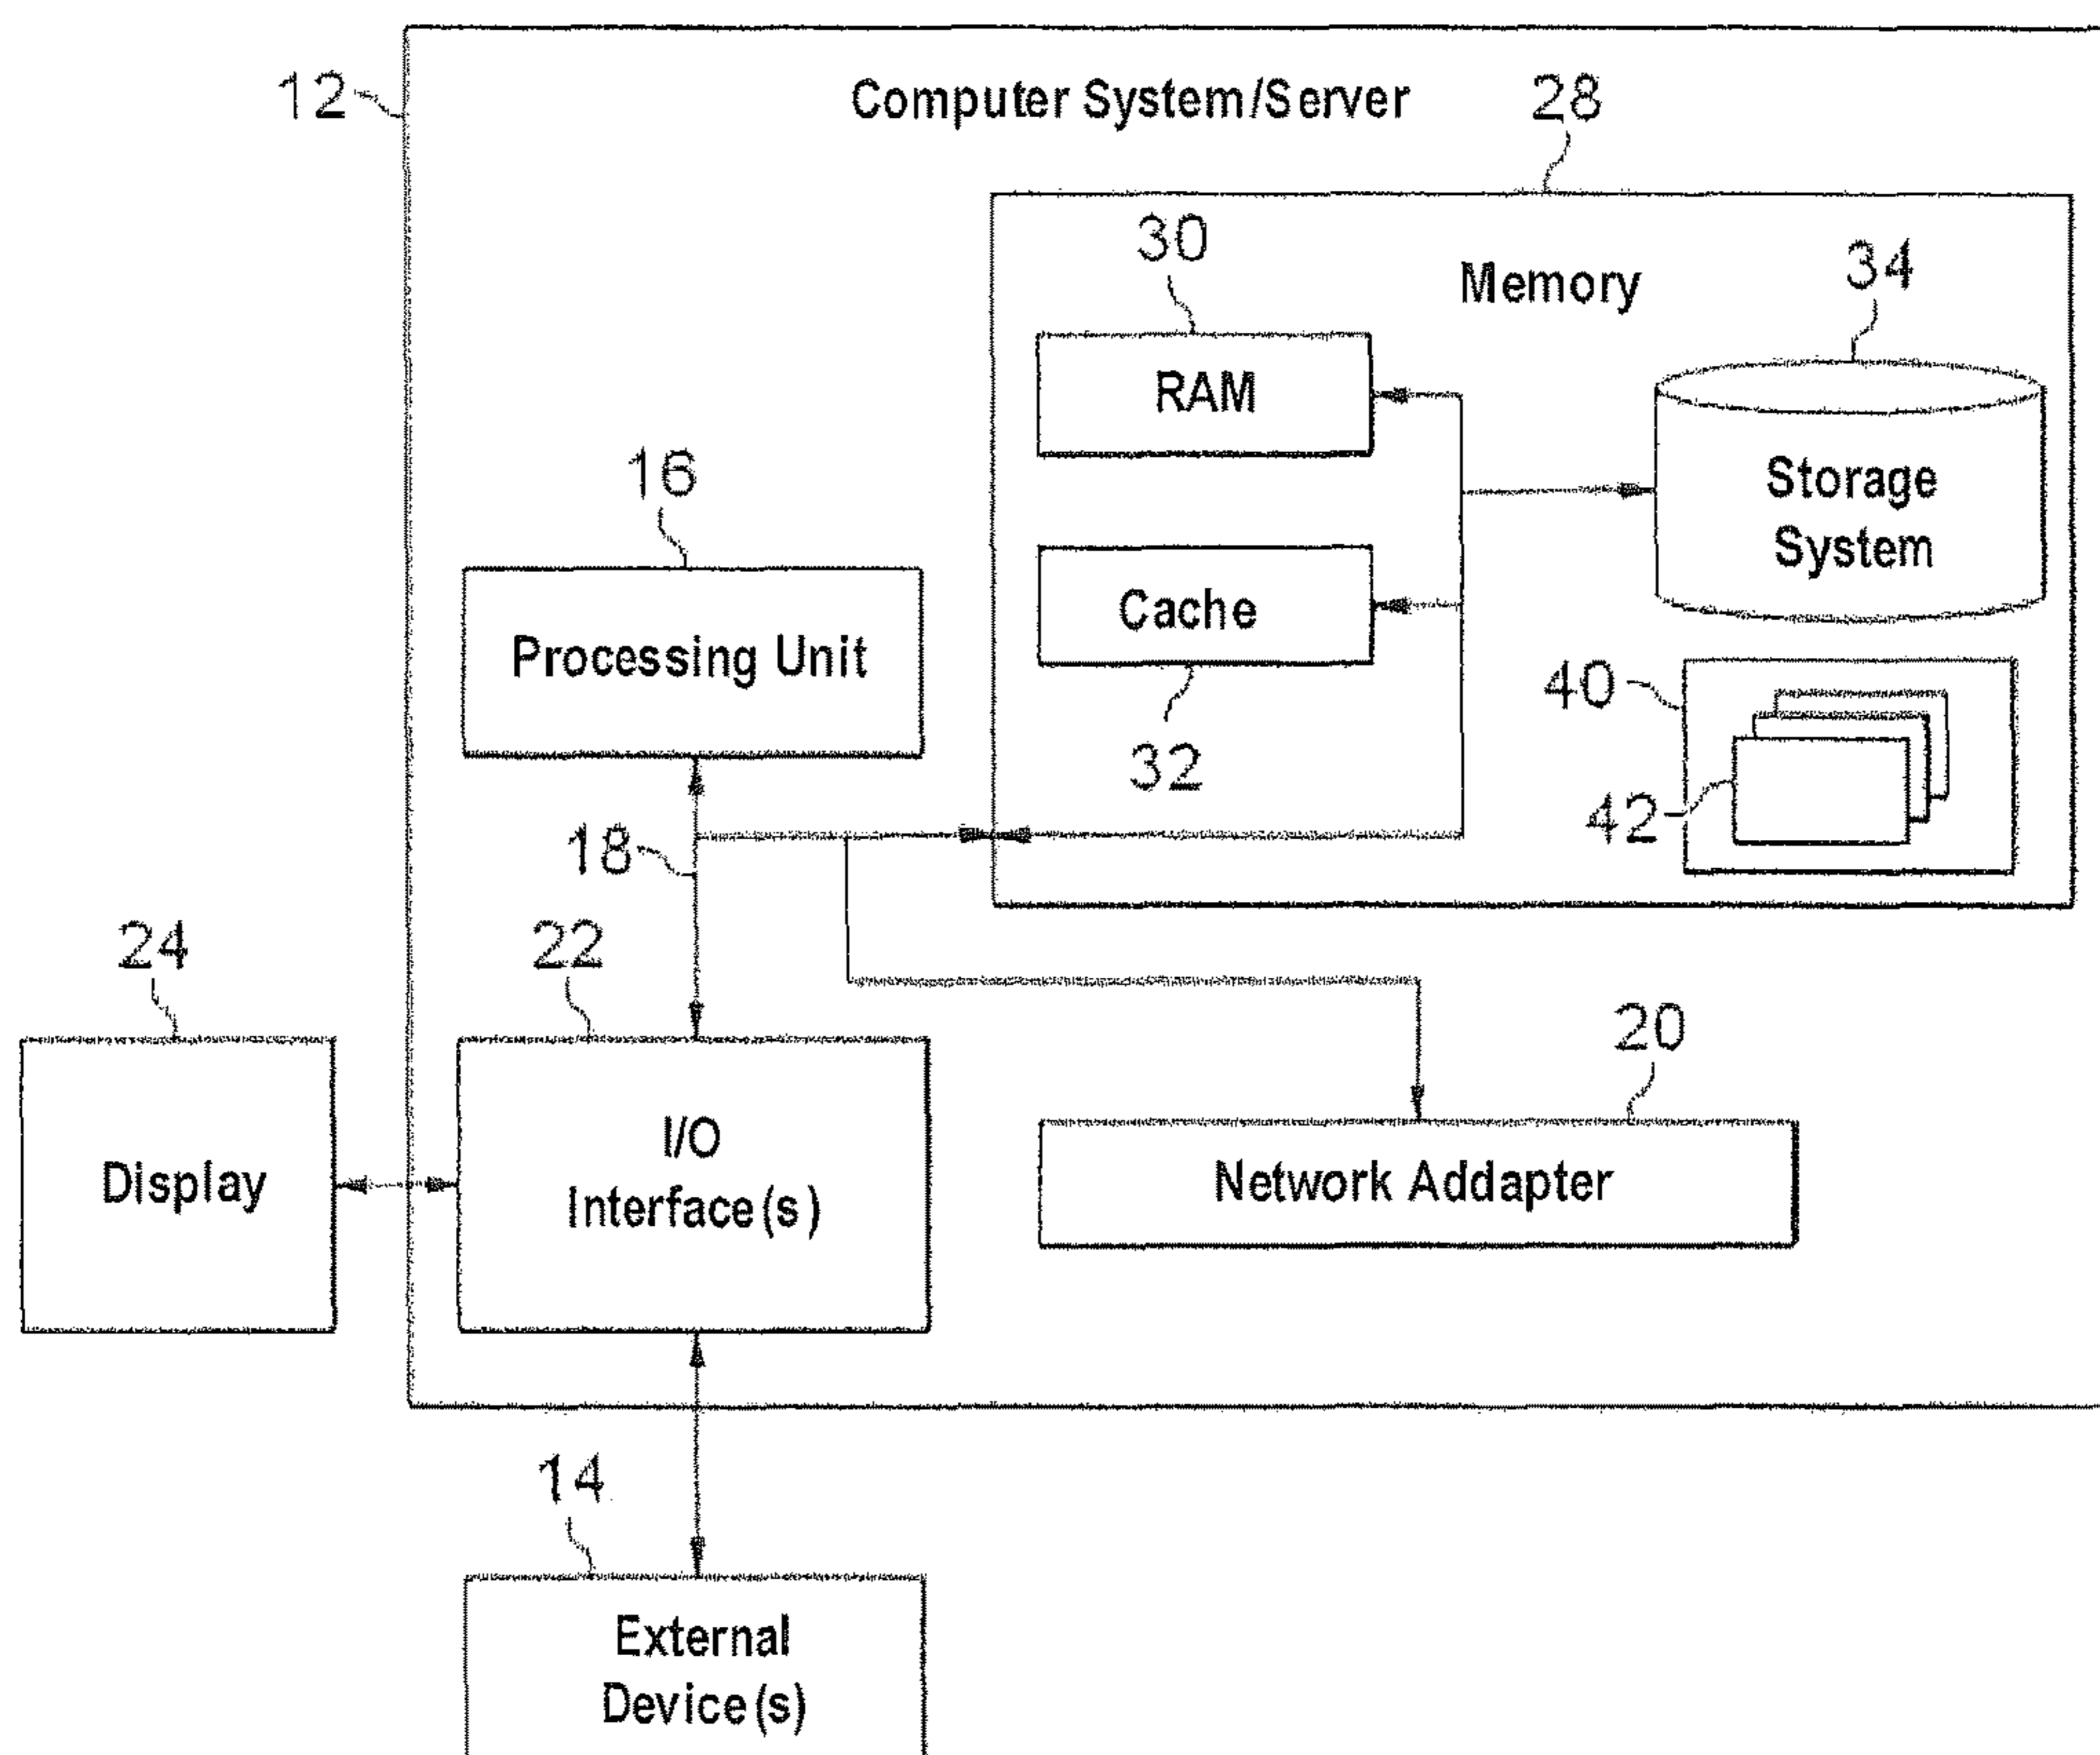 12
Computer System/Server
28
30
Memory
34
RAM
16
Storage
System
Processing Unit
Cache
40
32
42
18
24
22
20
Display
I/O
Interface(s)
Network Addapter
14
External
Device(s)